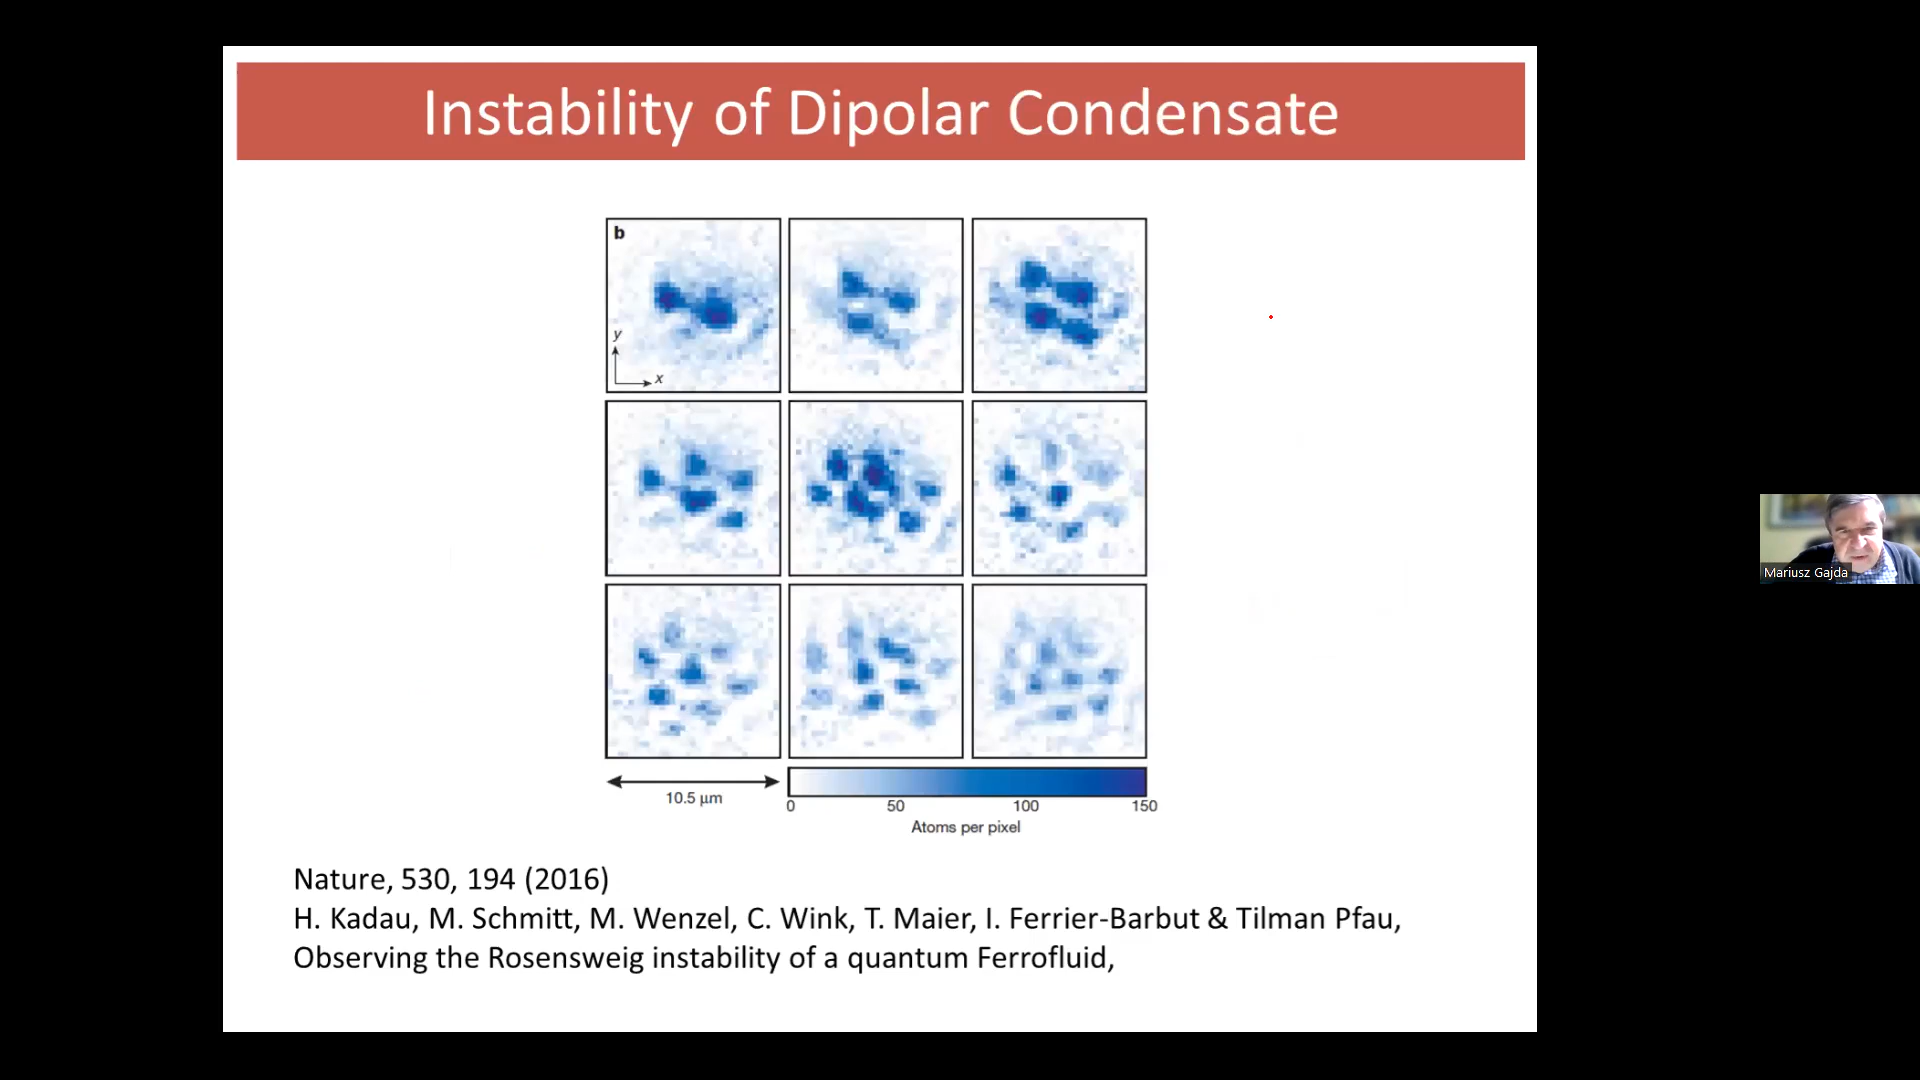 Instability of Dipolar Condensate
b
y
x
10.5 μm
0 50 100 150
Atoms per pixel
Nature, 530, 194 (2016)
H. Kadau, M. Schmitt, M. Wenzel, C. Wink, T. Maier, I. Ferrier-Barbut & Tilman Pfau,
Observing the Rosensweig instability of a quantum Ferrofluid,
Mariusz Gajda